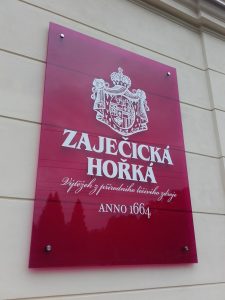 ZAJEČICKÁ
HOŘKÁ
Výtěžek z přírodního léčivého zdroje
ANNO 1664